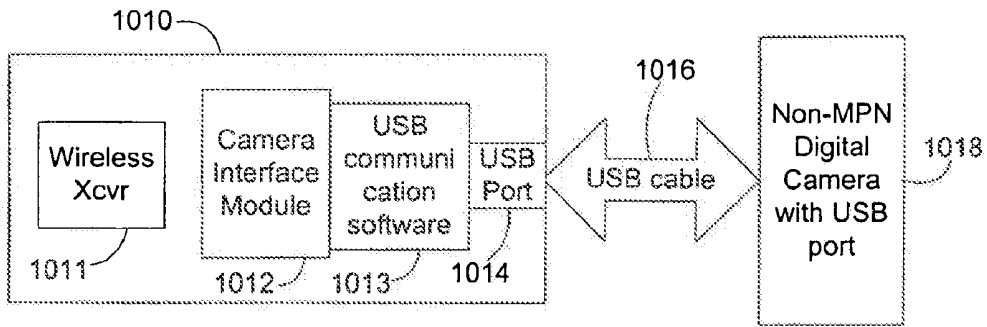 1010
Wireless
Xcvr
1011
Camera
Interface
Module
1012
USB
communi
cation
software
1013
USB
Port
1014
1016
USB cable
Non-MPN
Digital
Camera
with USB
port
1018